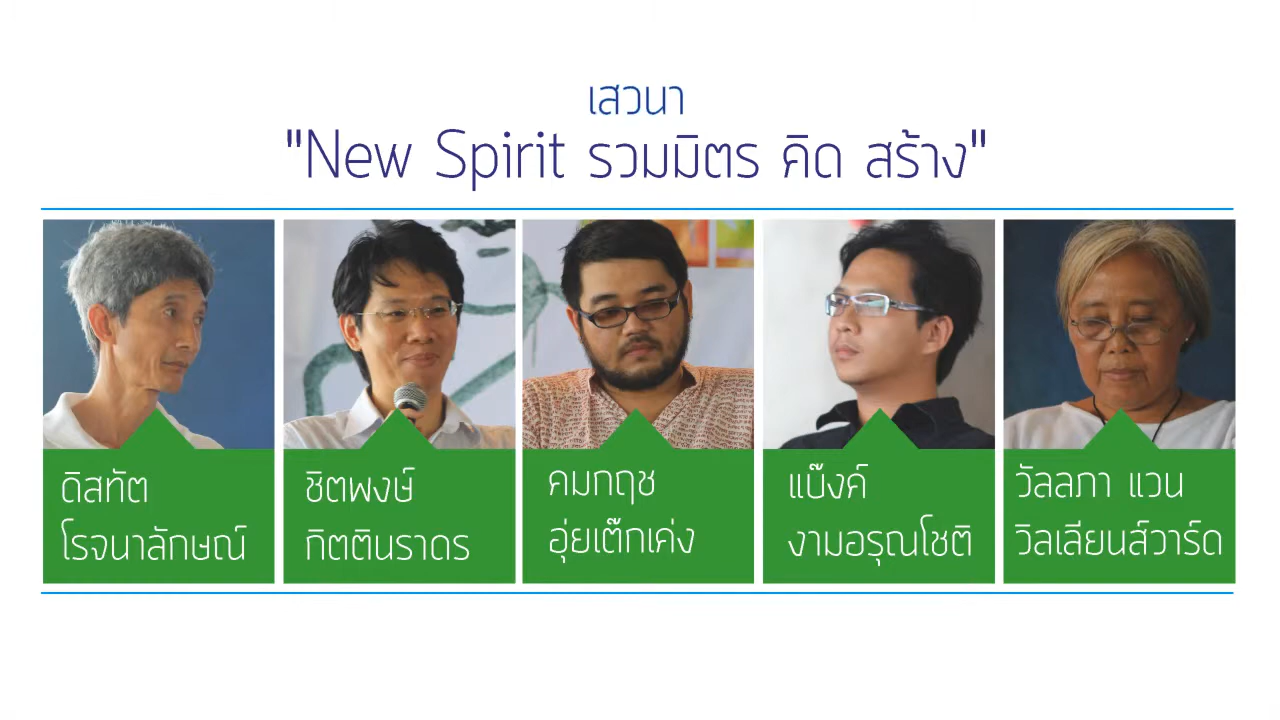 เสวนา
"New Spirit รวมมิตร คิด สร้าง"
ดิสทัต
โรจนาลักษณ์
ชิตพงษ์
กิตตินราดร
คมกฤช
อุ่ยเต๊กเค่ง
แบ๊งค์
งามอรุณโชติ
วัลลภา แวน
วิลเลียนส์วาร์ด